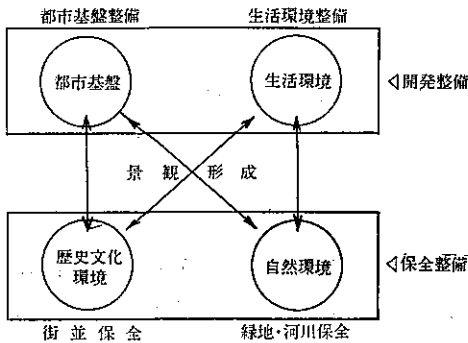 都市基盤整備
生活環境整備
都市基盤
生活環境
◁開発整備
景観形成
歴史文化
環境
自然環境
◁保全整備
街並保全
緑地・河川保全